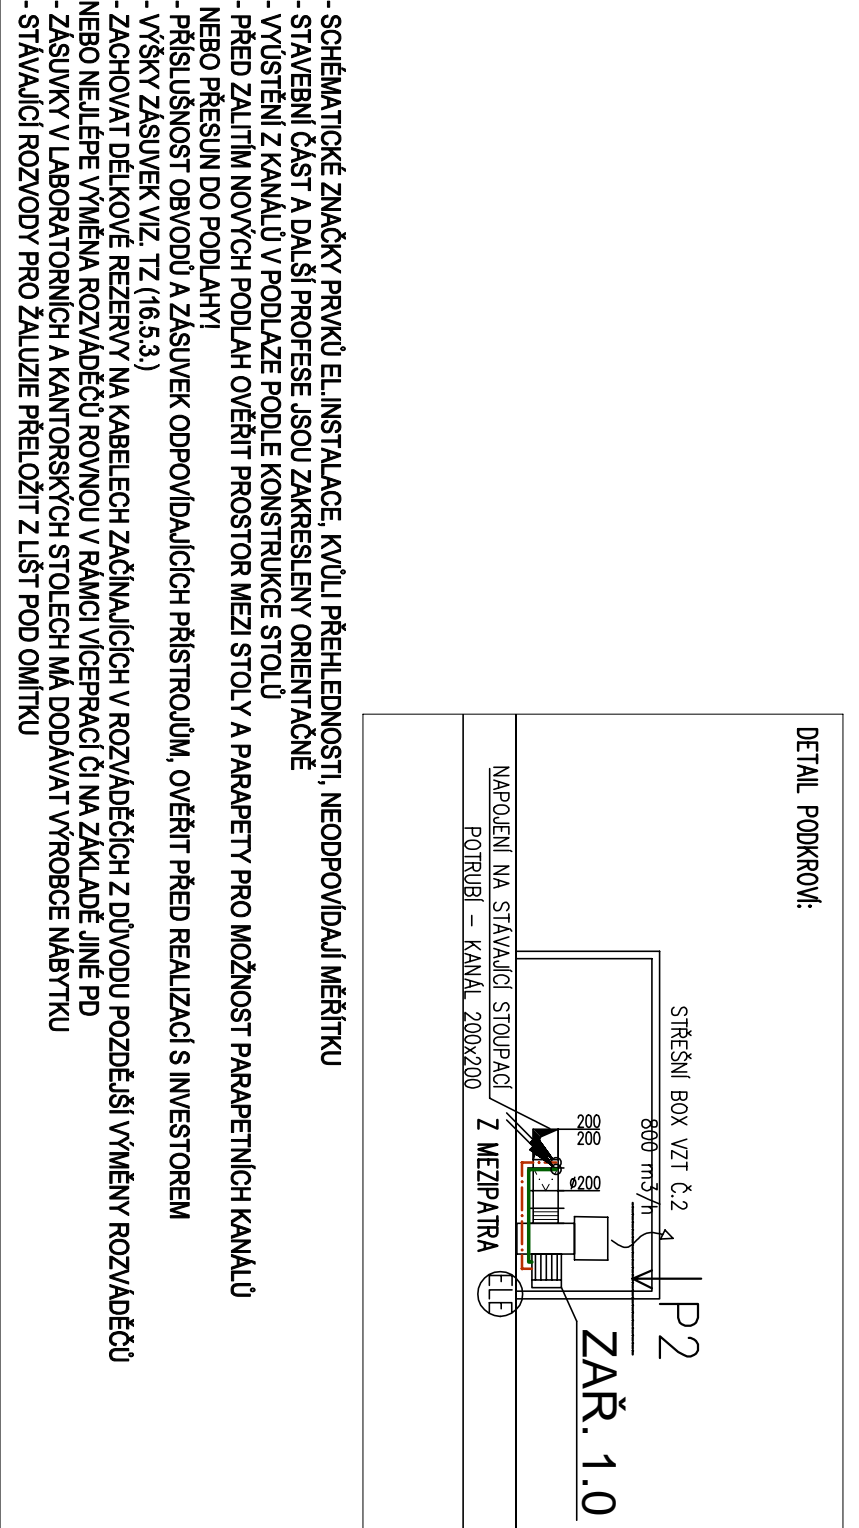 DETAIL PODKROVÍ:
STŘEŠNÍ BOX VZT Č.2
800 m3/h
P2
ZAŘ. 1.0
200
200
ø200
NAPOJENÍ NA STÁVAJÍCÍ STOUPACÍ
POTRUBÍ – KANÁL 200x200
Z MEZIPATRA
ELE
- SCHÉMATICKÉ ZNAČKY PRVKŮ EL.INSTALACE, KVŮLI PŘEHLEDNOSTI, NEODPOVÍDAJÍ MĚŘÍTKU
- STAVEBNÍ ČÁST A DALŠÍ PROFESE JSOU ZAKRESLENY ORIENTAČNĚ
- VYÚSTĚNÍ Z KANÁLŮ V PODLAZE PODLE KONSTRUKCE STOLŮ
- PŘED ZALITÍM NOVÝCH PODLAH OVĚŘIT PROSTOR MEZI STOLY A PARAPETY PRO MOŽNOST PARAPETNÍCH KANÁLŮ
NEBO PŘESUN DO PODLAHY!
- PŘÍSLUŠNOST OBVODŮ A ZÁSUVEK ODPOVÍDAJÍCÍCH PŘÍSTROJŮM, OVĚŘIT PŘED REALIZACÍ S INVESTOREM
- VÝŠKY ZÁSUVEK VIZ. TZ (16.5.3.)
- ZACHOVAT DÉLKOVÉ REZERVY NA KABELECH ZAČÍNAJÍCÍCH V ROZVÁDĚČÍCH Z DŮVODU POZDĚJŠÍ VÝMĚNY ROZVÁDĚČŮ
NEBO NEJLÉPE VÝMĚNA ROZVÁDĚČŮ ROVNOU V RÁMCI VÍCEPRACÍ ČI NA ZÁKLADĚ JINÉ PD
- ZÁSUVKY V LABORATORNÍCH A KANTORSKÝCH STOLECH MÁ DODÁVAT VÝROBCE NÁBYTKU
- STÁVAJÍCÍ ROZVODY PRO ŽALUZIE PŘELOŽIT Z LIŠT POD OMÍTKU